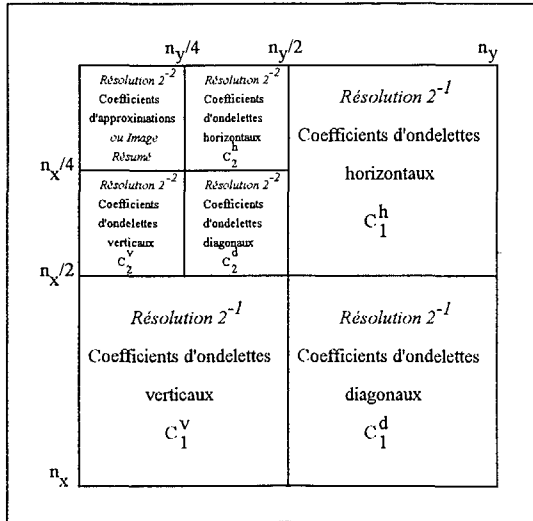 n_y/4 n_y/2 n_y
Résolution 2^-2
Coefficients
d'approximations
ou Image
Résumé
Résolution 2^-2
Coefficients
d'ondelettes
horizontaux
C_2^h
Résolution 2^-1
Coefficients d'ondelettes
horizontaux
C_1^h
n_x/4
Résolution 2^-2
Coefficients
d'ondelettes
verticaux
C_2^v
Résolution 2^-2
Coefficients
d'ondelettes
diagonaux
C_2^d
n_x/2
Résolution 2^-1
Coefficients d'ondelettes
verticaux
C_1^v
Résolution 2^-1
Coefficients d'ondelettes
diagonaux
C_1^d
n_x